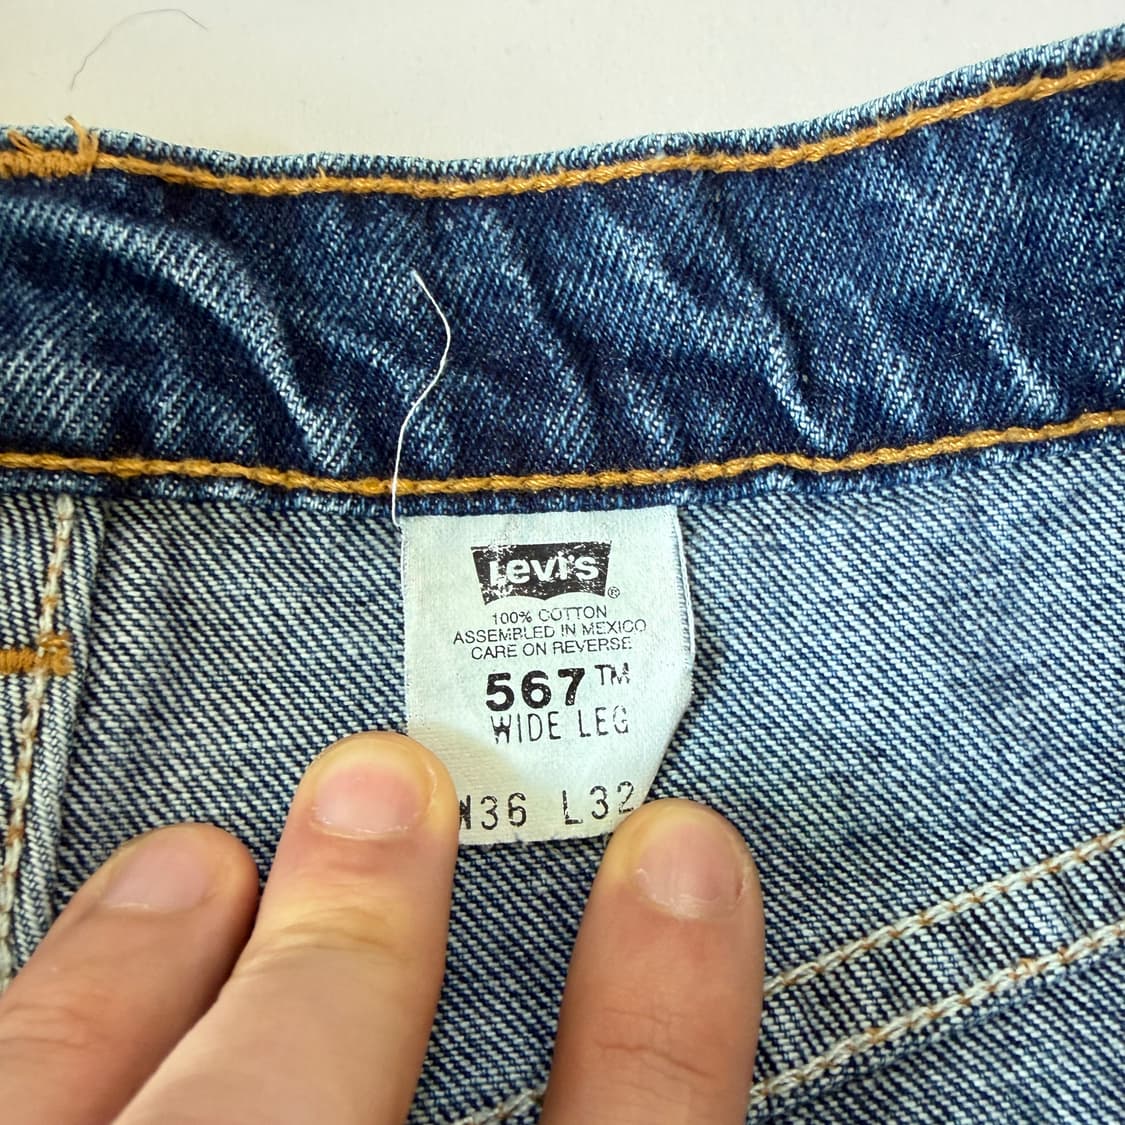 Levi's®
100% COTTON
ASSEMBLED IN MEXICO
CARE ON REVERSE
567™
WIDE LEG
W36 L32